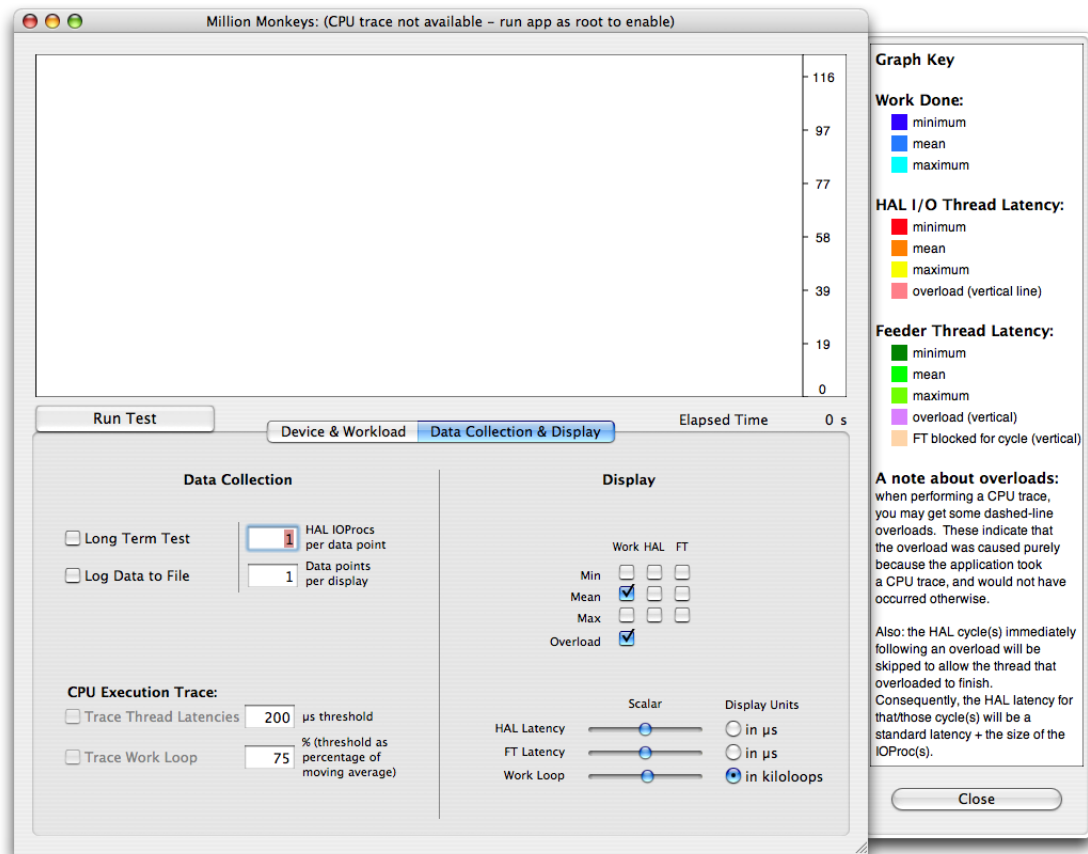 Million Monkeys: (CPU trace not available – run app as root to enable)
116
97
77
58
39
19
0
Run Test
Elapsed Time 0 s
Device & Workload Data Collection & Display
Data Collection
Long Term Test
1 HAL IOProcs
per data point
Log Data to File
1 Data points
per display
CPU Execution Trace:
Trace Thread Latencies 200 µs threshold
Trace Work Loop 75 % (threshold as
percentage of
moving average)
Display
Work HAL FT
Min
Mean
Max
Overload
Scalar Display Units
HAL Latency in µs
FT Latency in µs
Work Loop in kiloloops
Graph Key
Work Done:
minimum
mean
maximum
HAL I/O Thread Latency:
minimum
mean
maximum
overload (vertical line)
Feeder Thread Latency:
minimum
mean
maximum
overload (vertical)
FT blocked for cycle (vertical)
A note about overloads:
when performing a CPU trace,
you may get some dashed-line
overloads. These indicate that
the overload was caused purely
because the application took
a CPU trace, and would not have
occurred otherwise.
Also: the HAL cycle(s) immediately
following an overload will be
skipped to allow the thread that
overloaded to finish.
Consequently, the HAL latency for
that/those cycle(s) will be a
standard latency + the size of the
IOProc(s).
Close